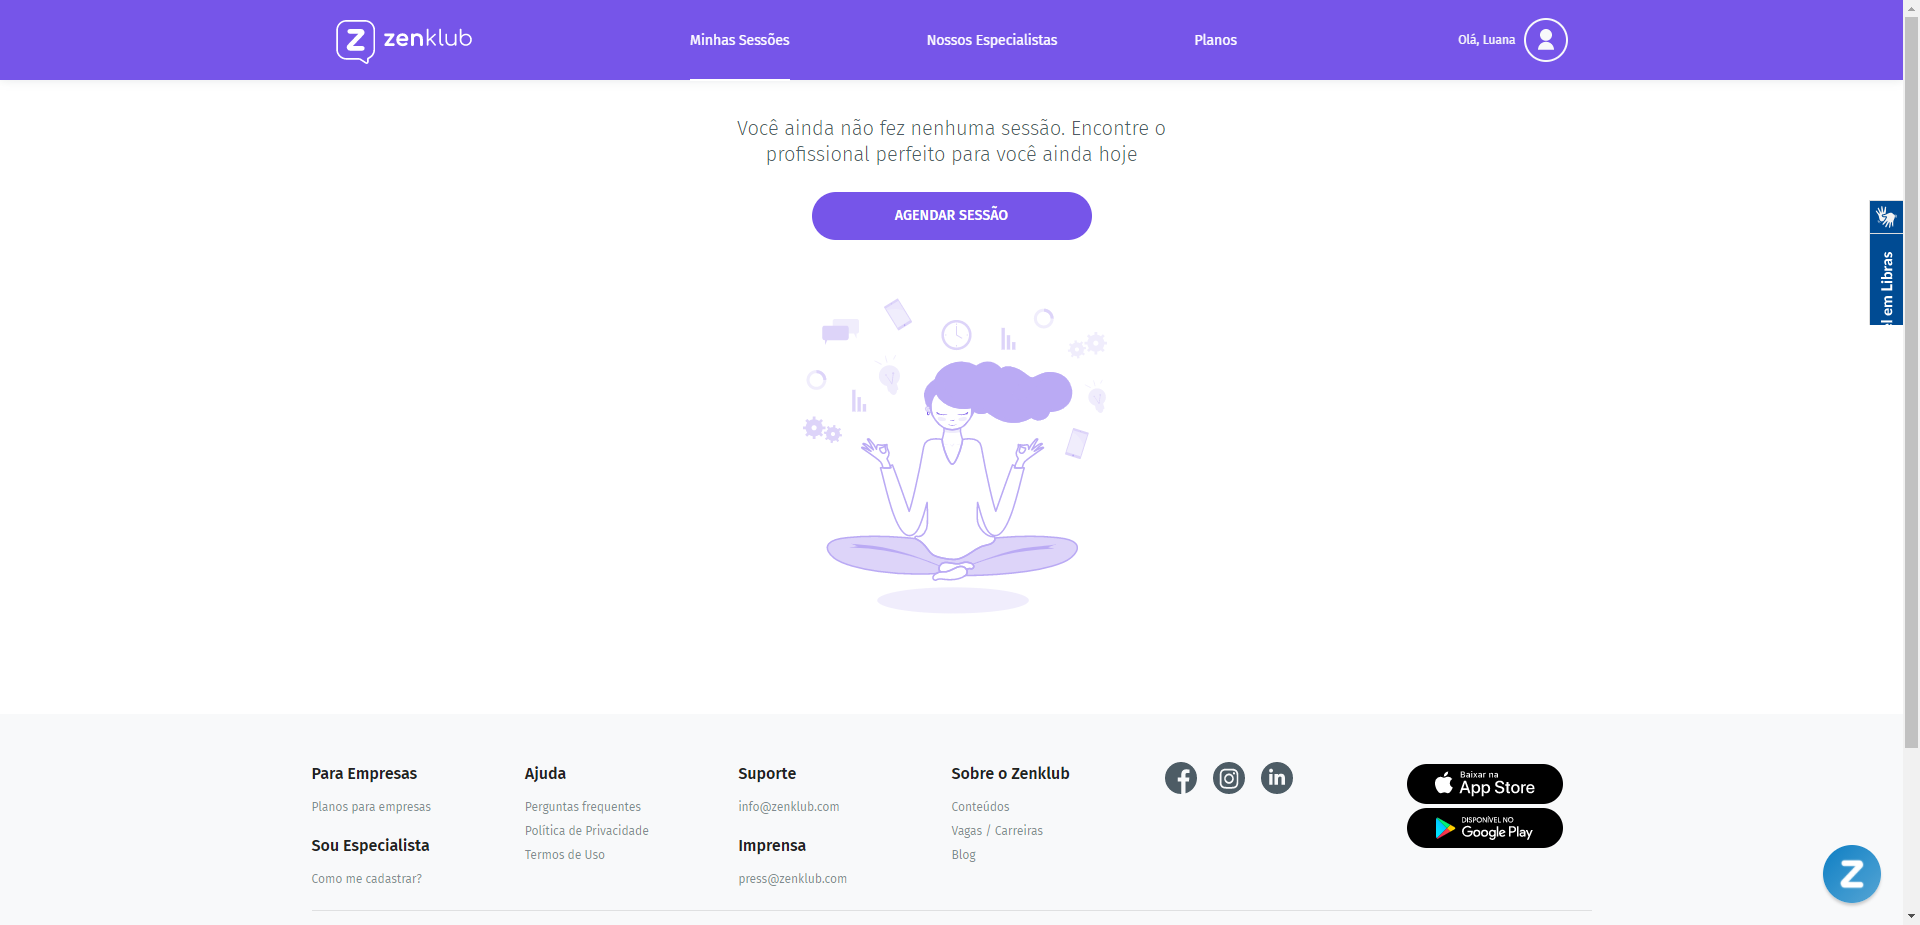 zenklub
Minhas Sessões
Nossos Especialistas
Planos
Olá, Luana
Você ainda não fez nenhuma sessão. Encontre o
profissional perfeito para você ainda hoje
AGENDAR SESSÃO
em Libras
Para Empresas
Planos para empresas
Sou Especialista
Como me cadastrar?
Ajuda
Perguntas frequentes
Política de Privacidade
Termos de Uso
Suporte
info@zenklub.com
Imprensa
press@zenklub.com
Sobre o Zenklub
Conteúdos
Vagas / Carreiras
Blog
Baixar na
App Store
DISPONÍVEL NO
Google Play